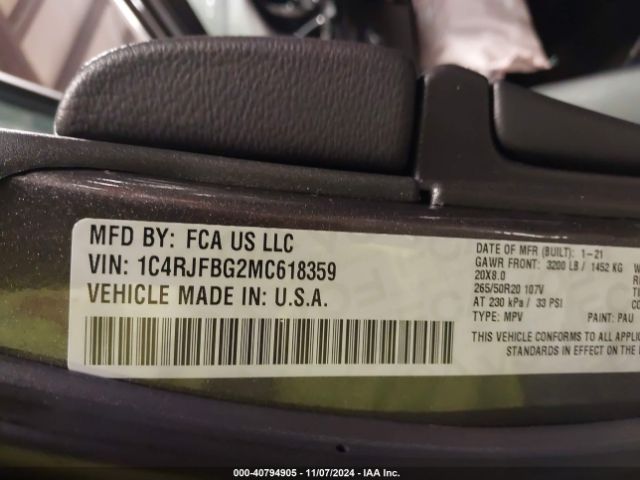 MFD BY: FCA US LLC
VIN: 1C4RJFBG2MC618359
VEHICLE MADE IN: U.S.A.
DATE OF MFR (BUILT): 1-21
GAWR FRONT: 3200 LB / 1452 KG
20X8.0
265/50R20 107V
AT 230 kPa / 33 PSI
TYPE: MPV PAINT: PAU
THIS VEHICLE CONFORMS TO ALL APPLIC
STANDARDS IN EFFECT ON THE
000-40794905 - 11/07/2024 - IAA Inc.